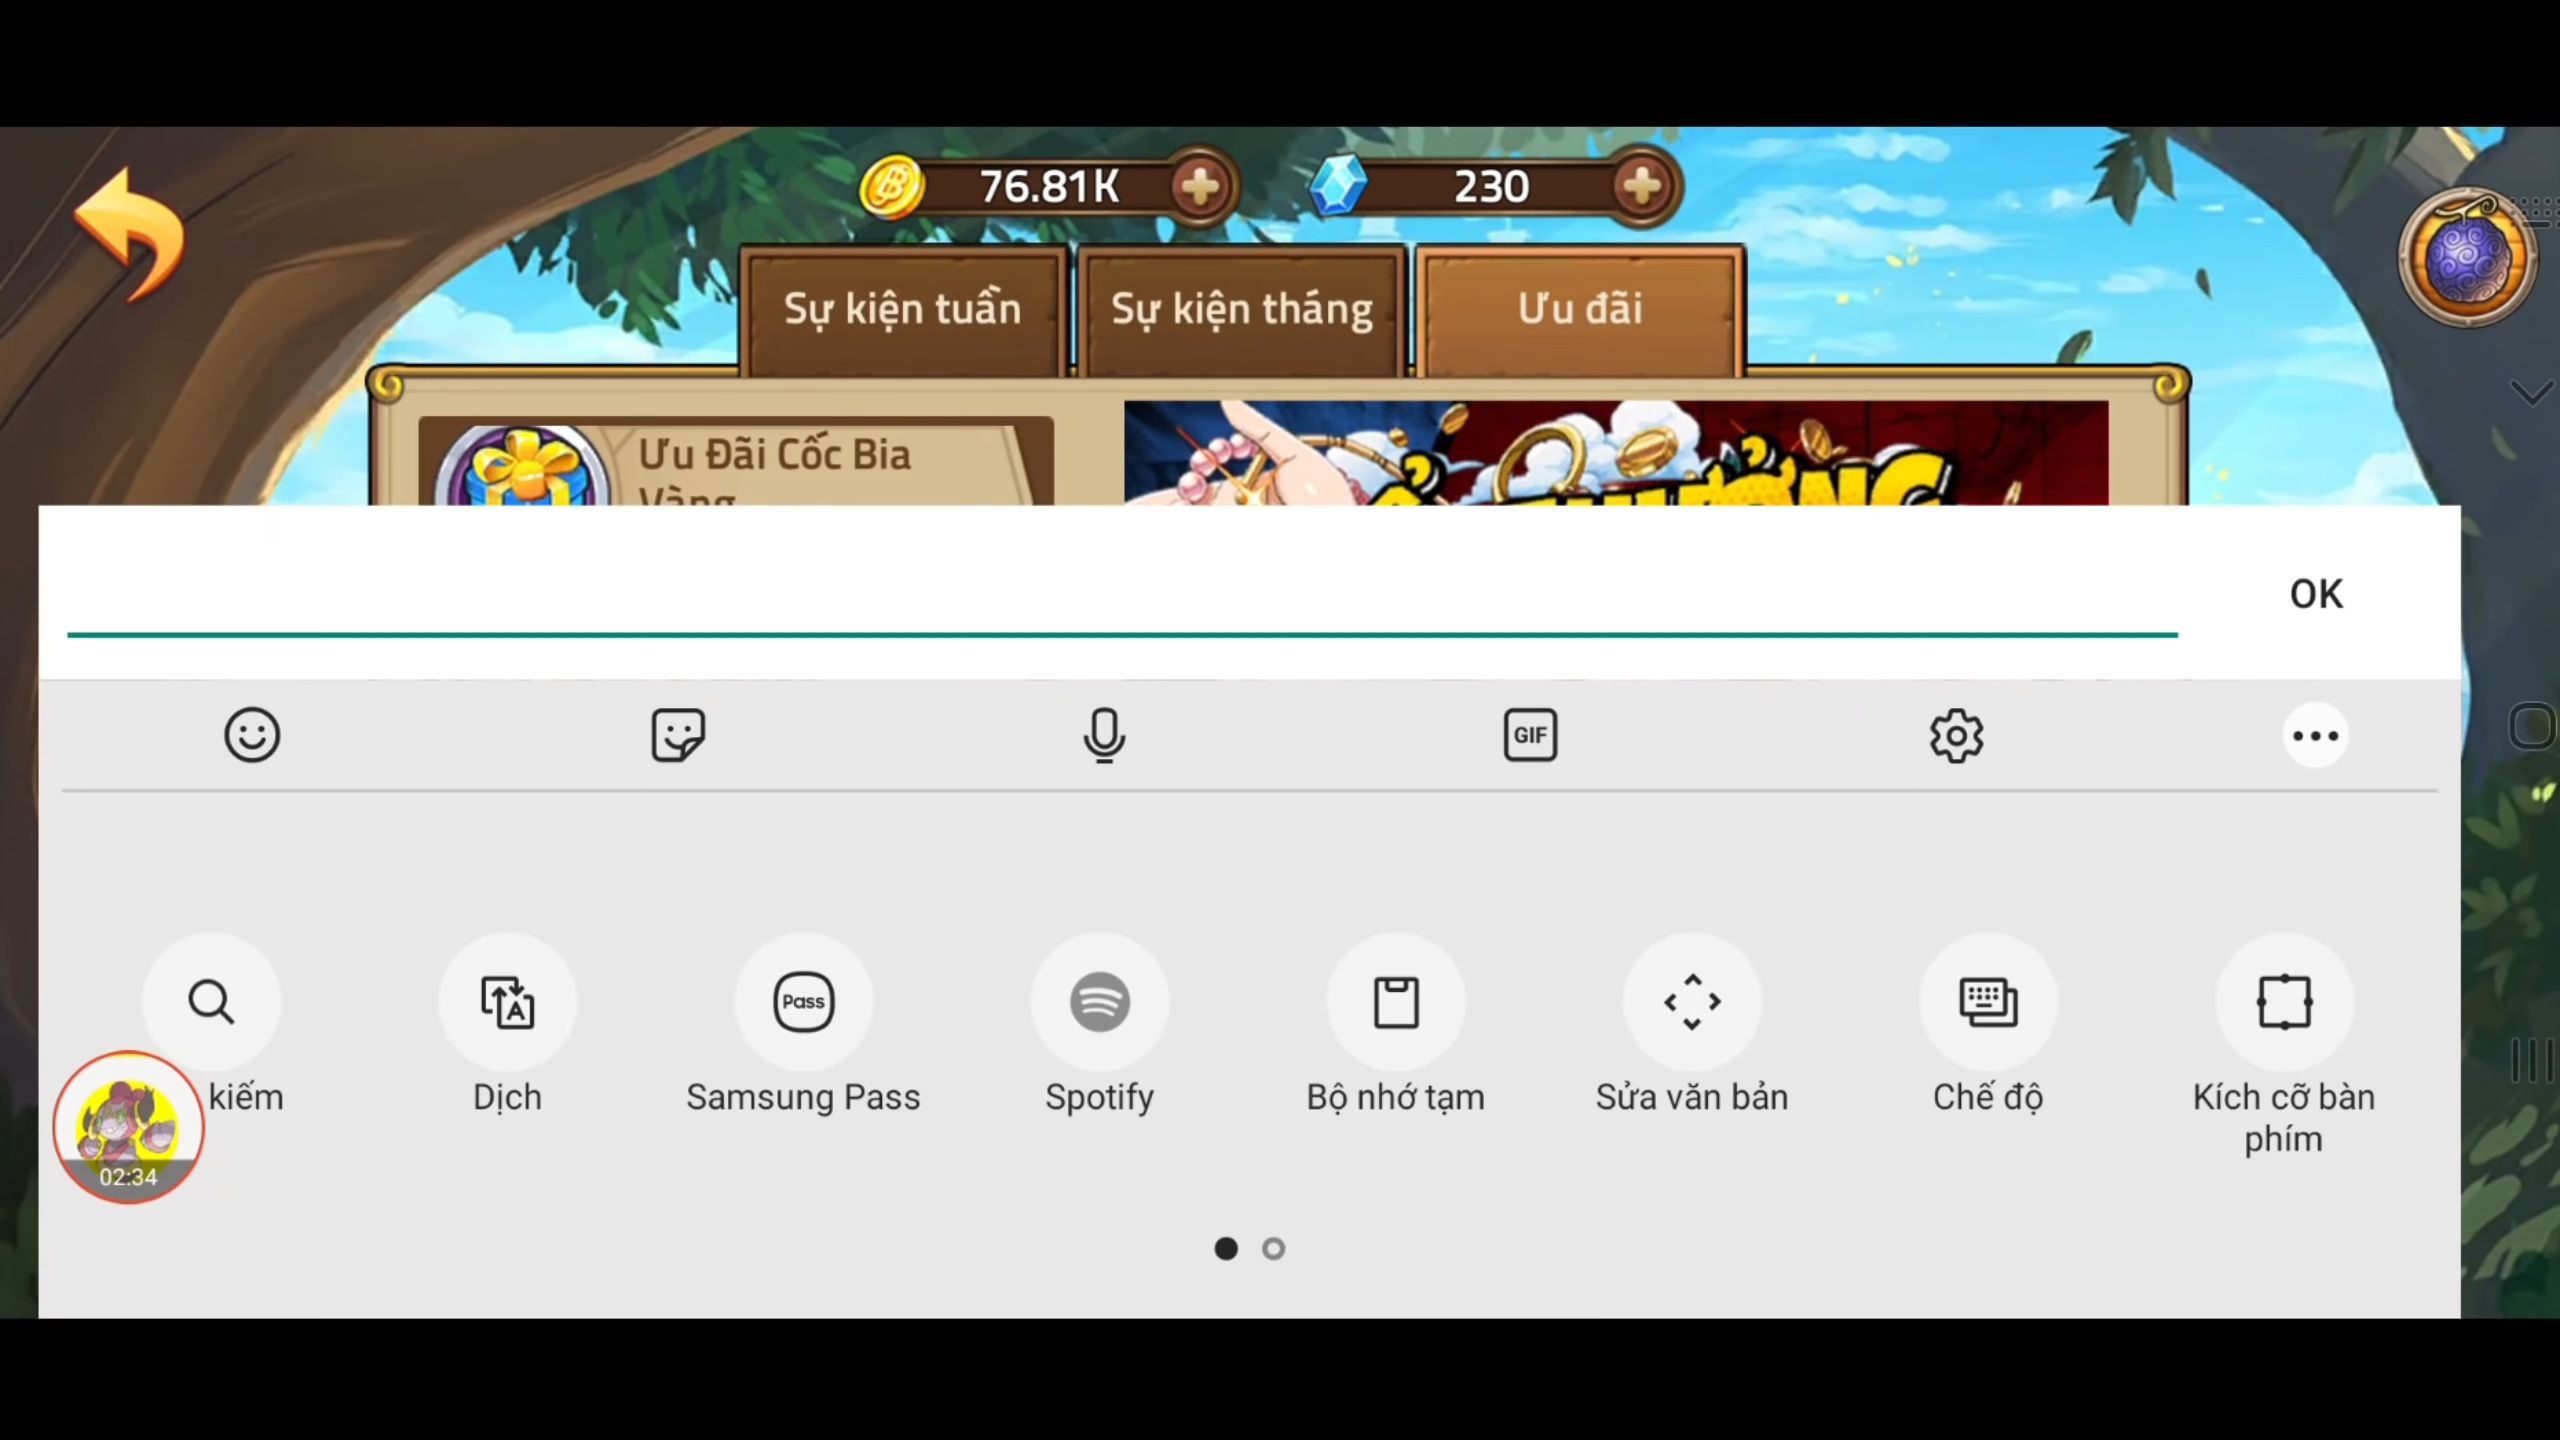 76.81K
230
Sự kiện tuần
Sự kiện tháng
Ưu đãi
Ưu Đãi Cốc Bia
Vàng
OK
GIF
Pass
kiếm
Dịch
Samsung Pass
Spotify
Bộ nhớ tạm
Sửa văn bản
Chế độ
Kích cỡ bàn
phím
02:34